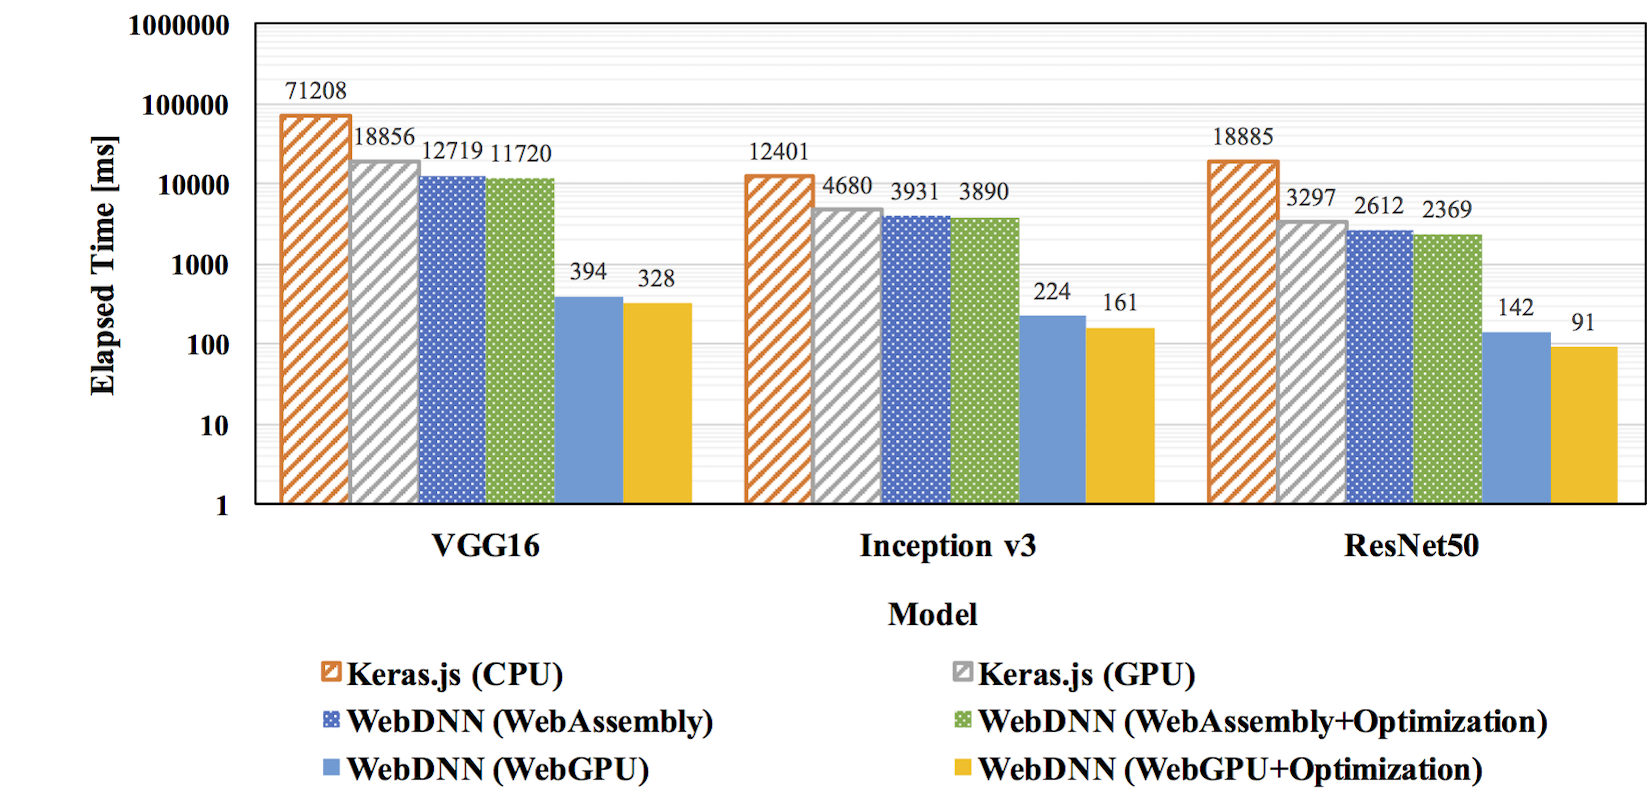 1000000
100000
10000
1000
100
10
1
Elapsed Time [ms]
71208
18856
12719
11720
394
328
12401
4680
3931
3890
224
161
18885
3297
2612
2369
142
91
VGG16
Inception v3
ResNet50
Model
Keras.js (CPU)
Keras.js (GPU)
WebDNN (WebAssembly)
WebDNN (WebAssembly+Optimization)
WebDNN (WebGPU)
WebDNN (WebGPU+Optimization)